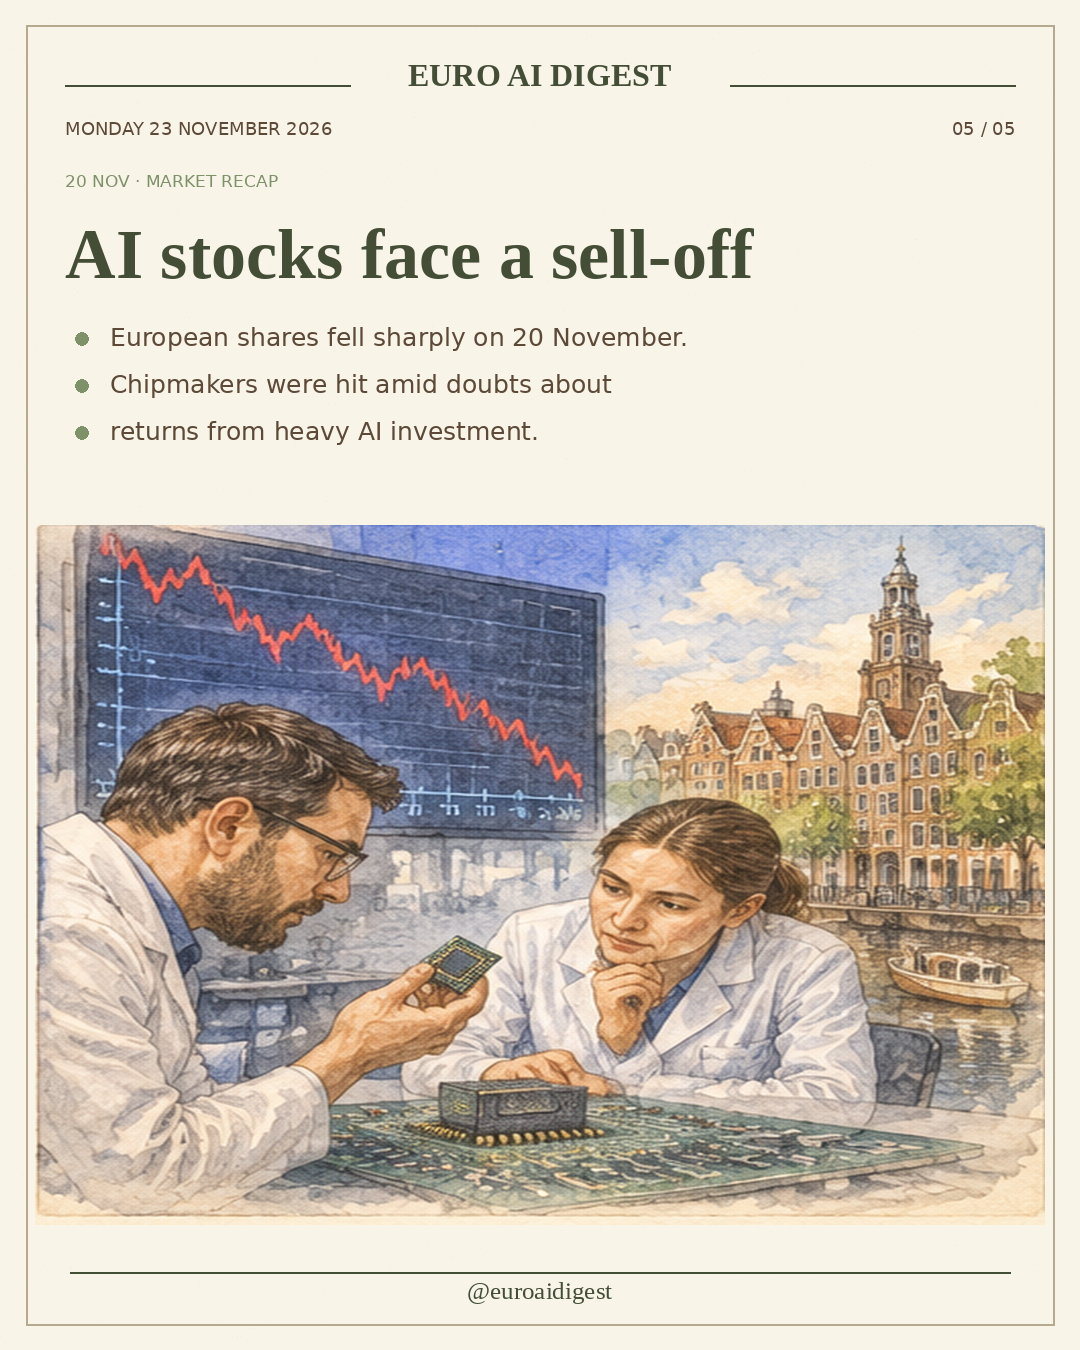 EURO AI DIGEST
MONDAY 23 NOVEMBER 2026
05 / 05
20 NOV · MARKET RECAP
AI stocks face a sell-off
European shares fell sharply on 20 November.
Chipmakers were hit amid doubts about
returns from heavy AI investment.
@euroaidigest